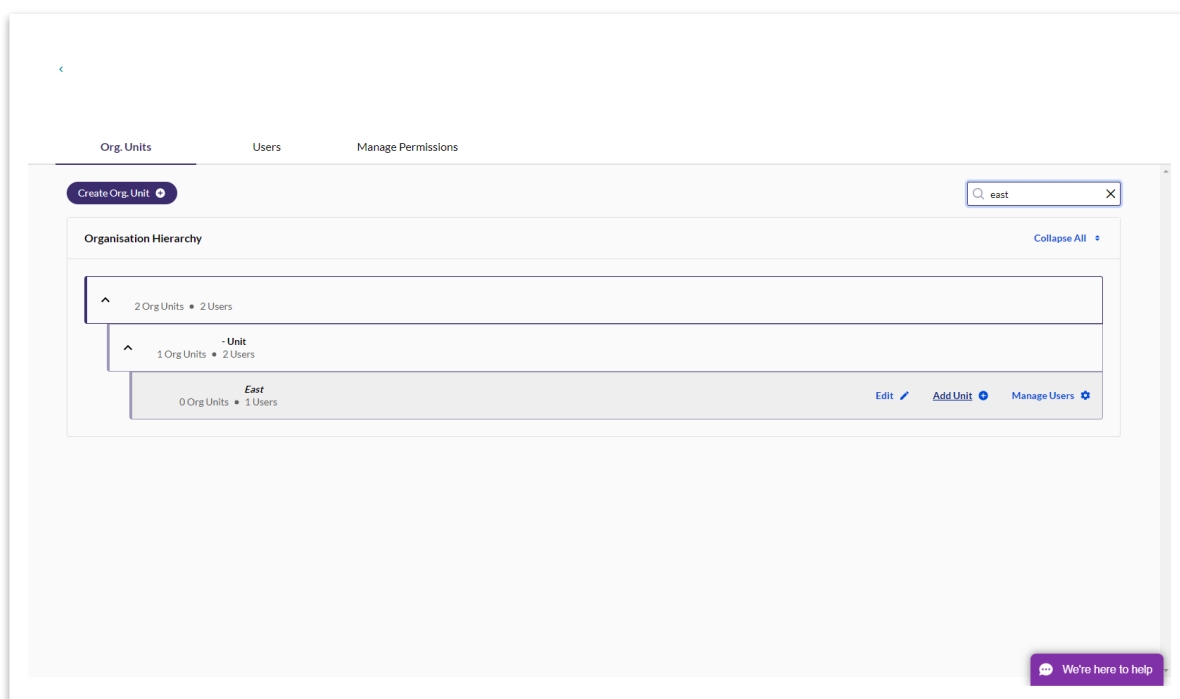 Org. Units Users Manage Permissions
Create Org. Unit
east
Organisation Hierarchy Collapse All
2 Org Units • 2 Users
- Unit
1 Org Units • 2 Users
East
0 Org Units • 1 Users
Edit Add Unit Manage Users
We're here to help